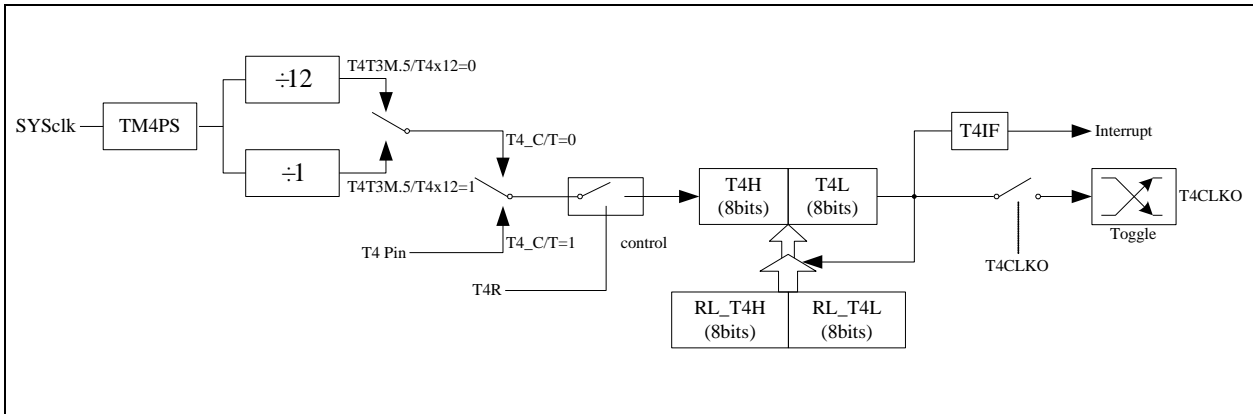 SYSclk
TM4PS
÷12
÷1
T4T3M.5/T4x12=0
T4T3M.5/T4x12=1
T4_C/T=0
T4_C/T=1
T4 Pin
T4R
control
T4H
(8bits)
T4L
(8bits)
RL_T4H
(8bits)
RL_T4L
(8bits)
T4IF
Interrupt
T4CLKO
Toggle
T4CLKO